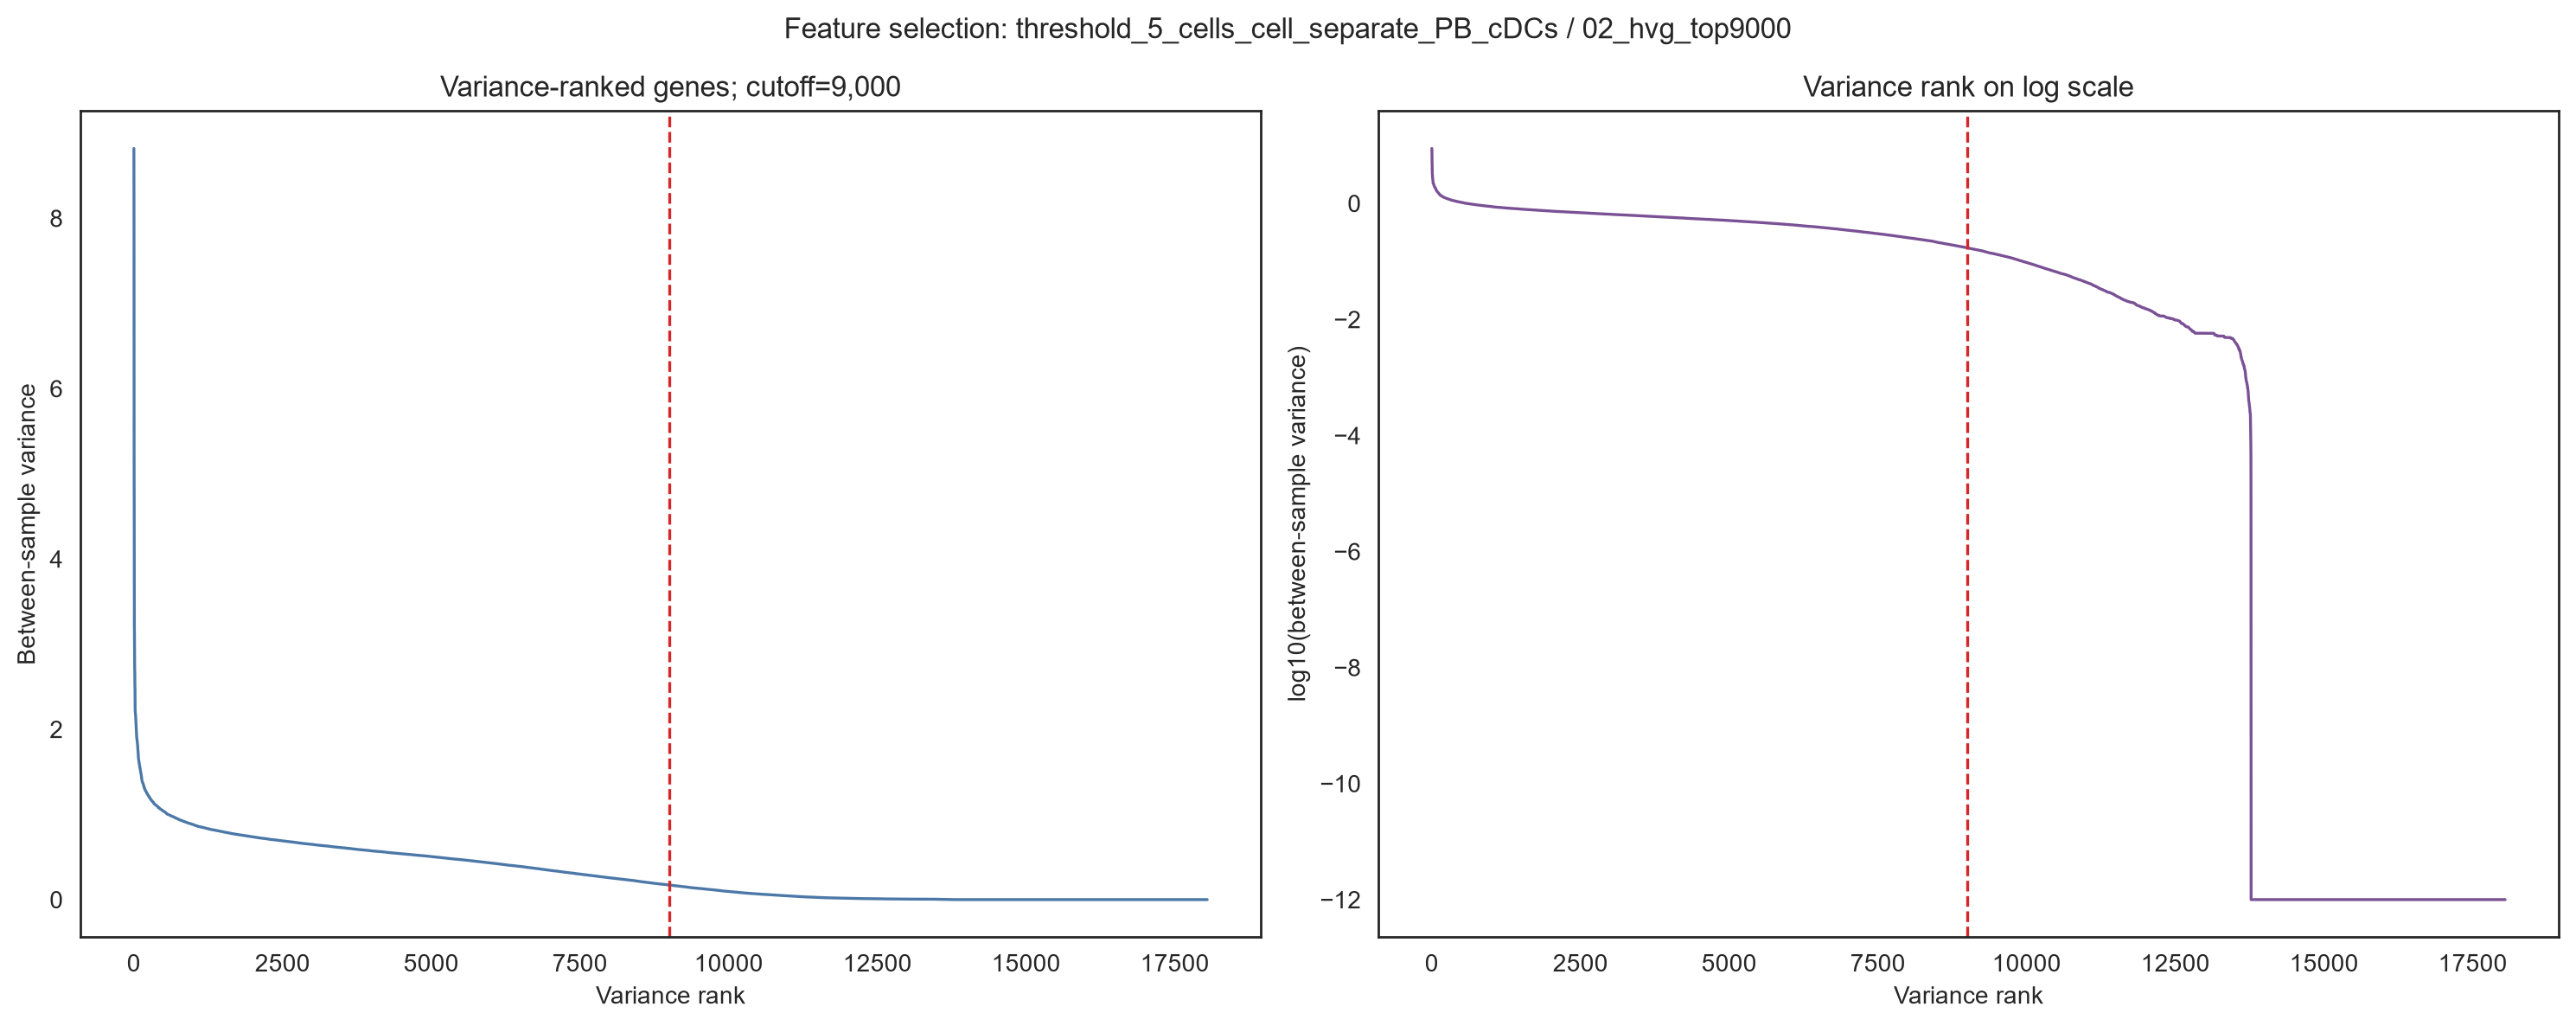 Feature selection: threshold_5_cells_cell_separate_PB_cDCs / 02_hvg_top9000
Variance-ranked genes; cutoff=9,000
Between-sample variance
8
6
4
2
0
0 2500 5000 7500 10000 12500 15000 17500
Variance rank
Variance rank on log scale
log10(between-sample variance)
0
−2
−4
−6
−8
−10
−12
0 2500 5000 7500 10000 12500 15000 17500
Variance rank